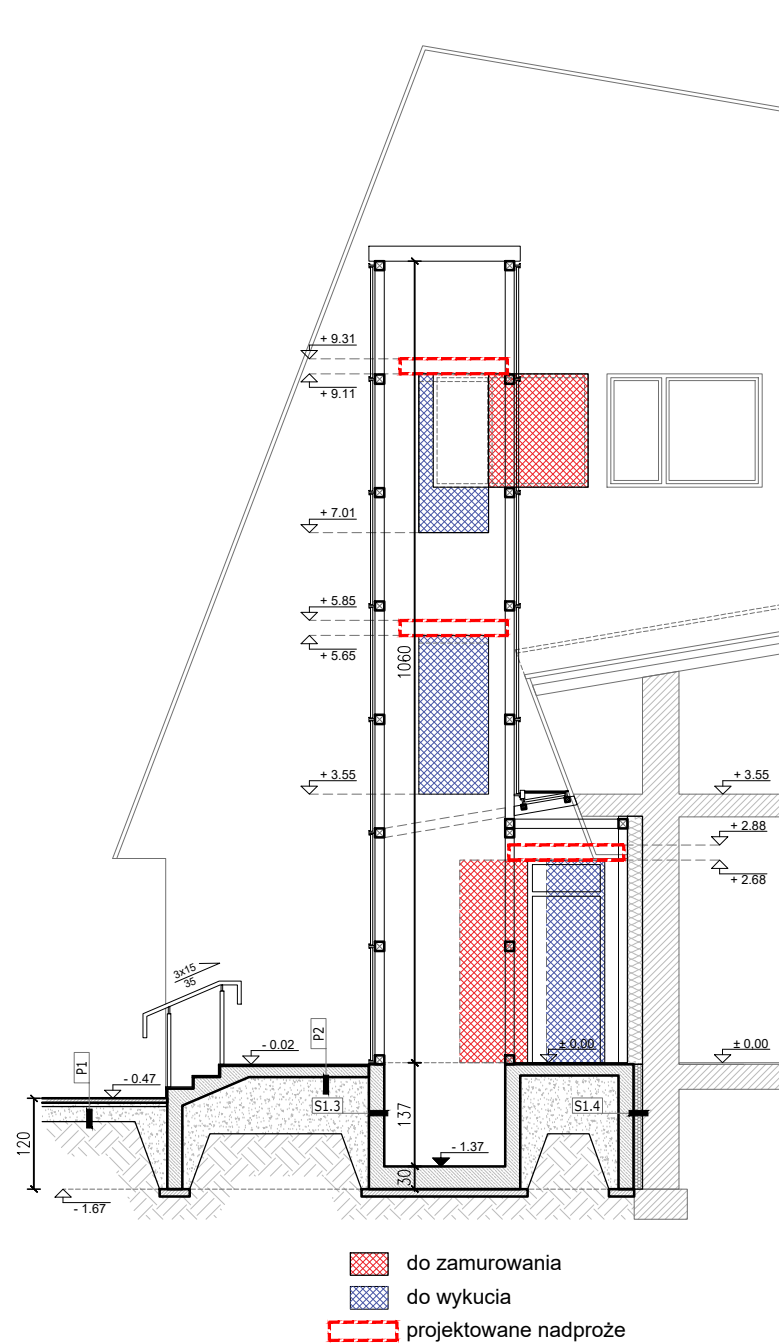 + 9.31
+ 9.11
+ 7.01
+ 5.85
+ 5.65
1060
+ 3.55
+ 3.55
+ 2.88
+ 2.68
3x15
35
- 0.02
P2
± 0.00
± 0.00
P1
- 0.47
S1.3
S1.4
137
120
- 1.37
30
- 1.67
do zamurowania
do wykucia
projektowane nadproże